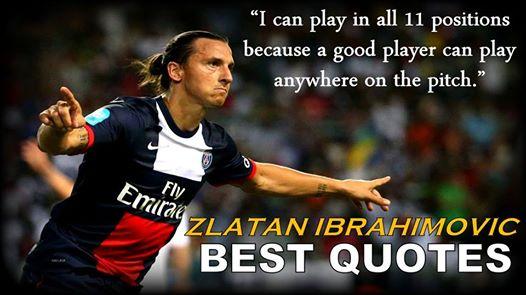 “I can play in all 11 positions
because a good player can play
anywhere on the pitch.”
Fly
Emirates
ZLATAN IBRAHIMOVIC
BEST QUOTES